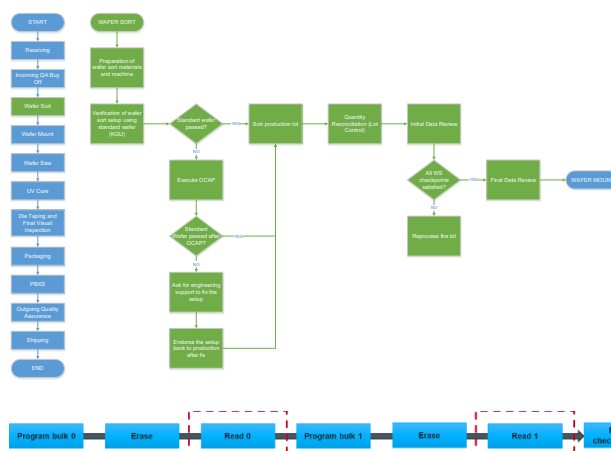 START
Receiving
Incoming QA Buy
Off
Wafer Sort
Wafer Mount
Wafer Saw
UV Cure
Die Taping and
Final Visual
Inspection
Packaging
PBXS
Outgoing Quality
Assurance
Shipping
END
WAFER SORT
Preparation of
wafer sort materials
and machine
Verification of wafer
sort setup using
standard wafer
(KGU)
Standard wafer
passed?
YES
NO
Execute OCAP
Standard
Wafer passed after
OCAP?
YES
NO
Ask for engineering
support to fix the
setup
Endorse the setup
back to production
after fix
Sort production lot
Quantity
Reconciliation (Lot
Control)
Initial Data Review
All WS
checkpoints
satisfied?
YES
NO
Reprocess the lot
Final Data Review
WAFER MOUN
Program bulk 0
Erase
Read 0
Program bulk 1
Erase
Read 1
chec